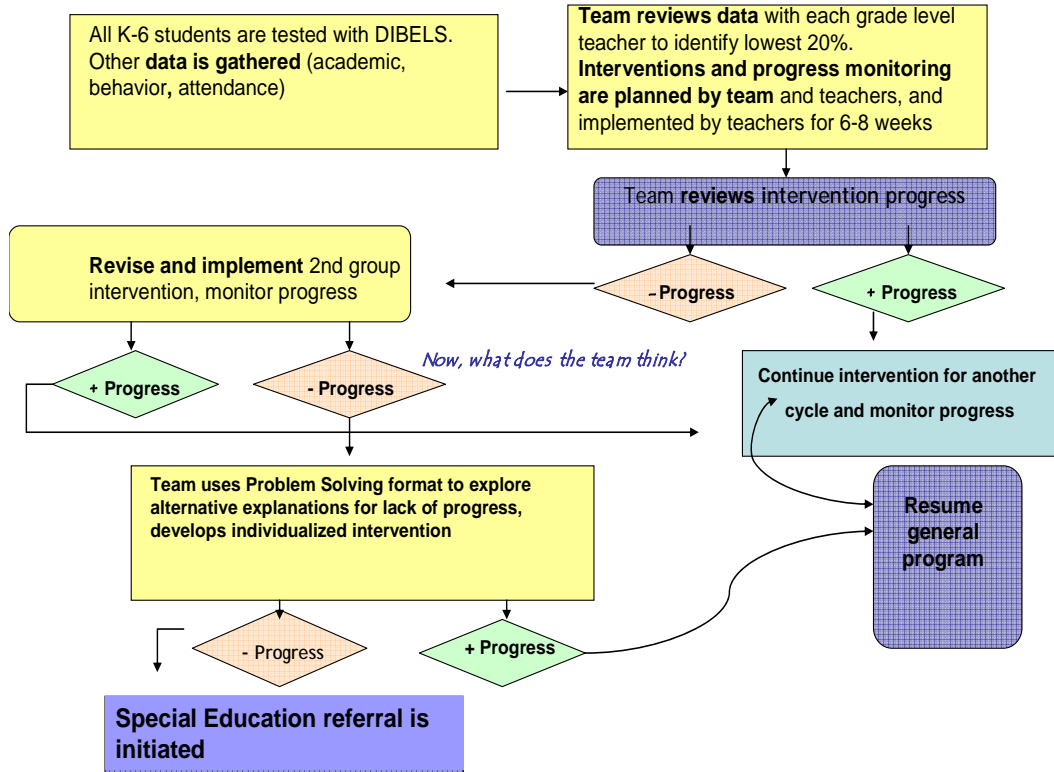 All K-6 students are tested with DIBELS.
Other data is gathered (academic,
behavior, attendance)
Team reviews data with each grade level
teacher to identify lowest 20%.
Interventions and progress monitoring
are planned by team and teachers, and
implemented by teachers for 6-8 weeks
Team reviews intervention progress
Revise and implement 2nd group
intervention, monitor progress
- Progress
+ Progress
Now, what does the team think?
+ Progress
- Progress
Continue intervention for another
cycle and monitor progress
Team uses Problem Solving format to explore
alternative explanations for lack of progress,
develops individualized intervention
Resume
general
program
- Progress
+ Progress
Special Education referral is
initiated